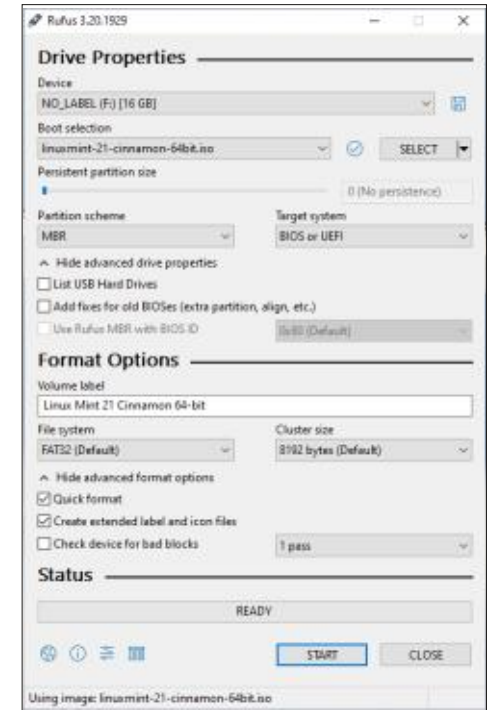 Rufus 3.20.1929
Drive Properties
Device
NO_LABEL (F:) [16 GB]
Boot selection
linuxmint-21-cinnamon-64bit.iso
SELECT
Persistent partition size
0 (No persistence)
Partition scheme
Target system
MBR
BIOS or UEFI
Hide advanced drive properties
List USB Hard Drives
Add fixes for old BIOSes (extra partition, align, etc.)
Use Rufus MBR with BIOS ID
0x80 (Default)
Format Options
Volume label
Linux Mint 21 Cinnamon 64-bit
File system
Cluster size
FAT32 (Default)
8192 bytes (Default)
Hide advanced format options
Quick format
Create extended label and icon files
Check device for bad blocks
1 pass
Status
READY
START
CLOSE
Using image: linuxmint-21-cinnamon-64bit.iso